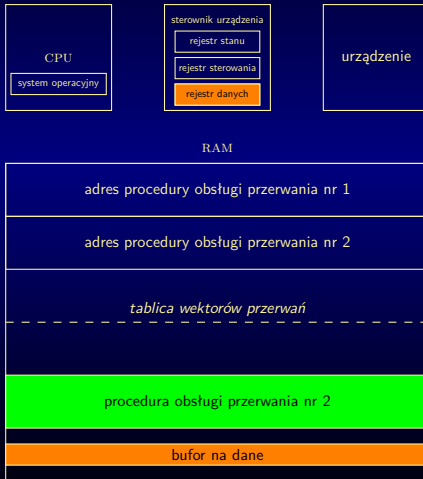 CPU
system operacyjny
sterownik urządzenia
rejestr stanu
rejestr sterowania
rejestr danych
urządzenie
RAM
adres procedury obsługi przerwania nr 1
adres procedury obsługi przerwania nr 2
tablica wektorów przerwań
procedura obsługi przerwania nr 2
bufor na dane